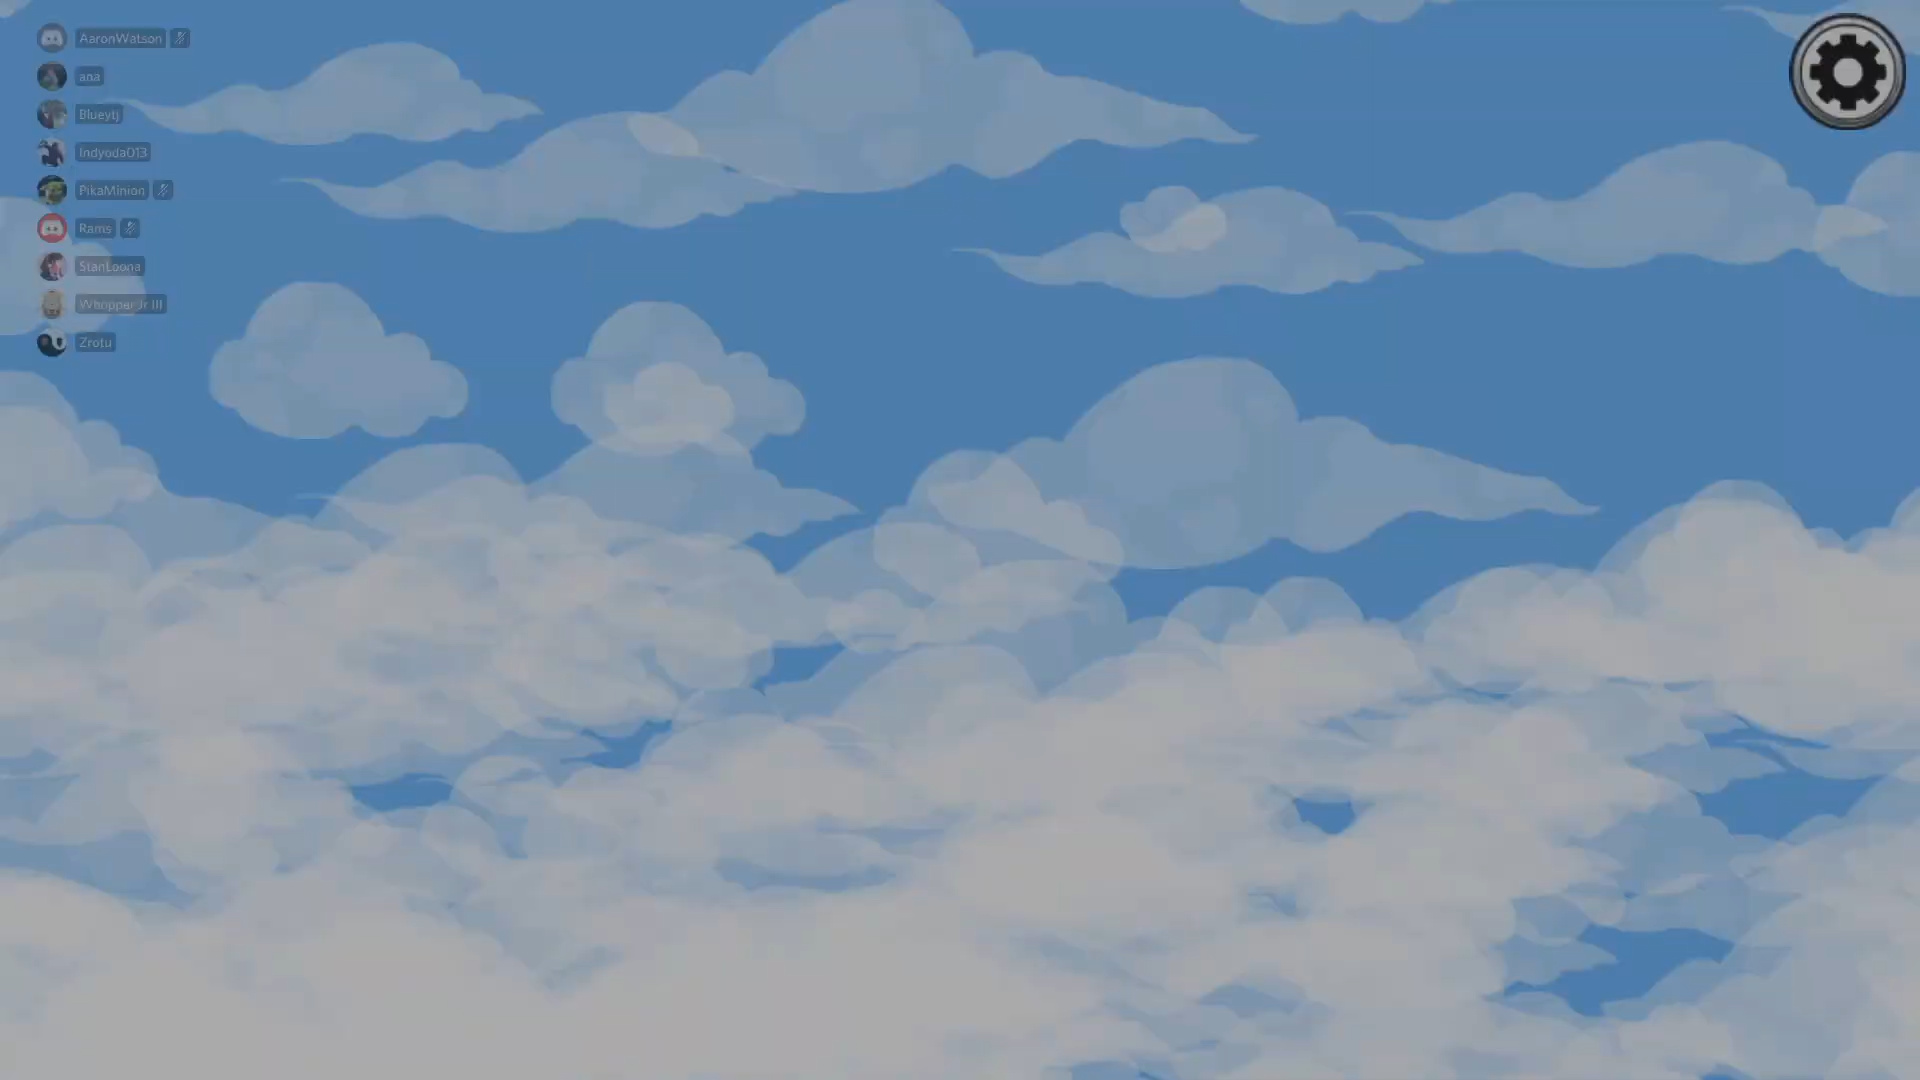 AaronWatson
ana
Blueytj
Indyoda013
PikaMinion
Rams
StanLoona
Whopper Jr III
Zrotu